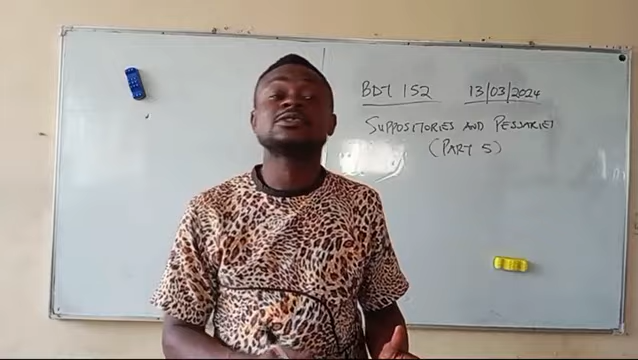 BDT 152 13/03/2024
SUPPOSITORIES AND PESSARIES
(PART 5)